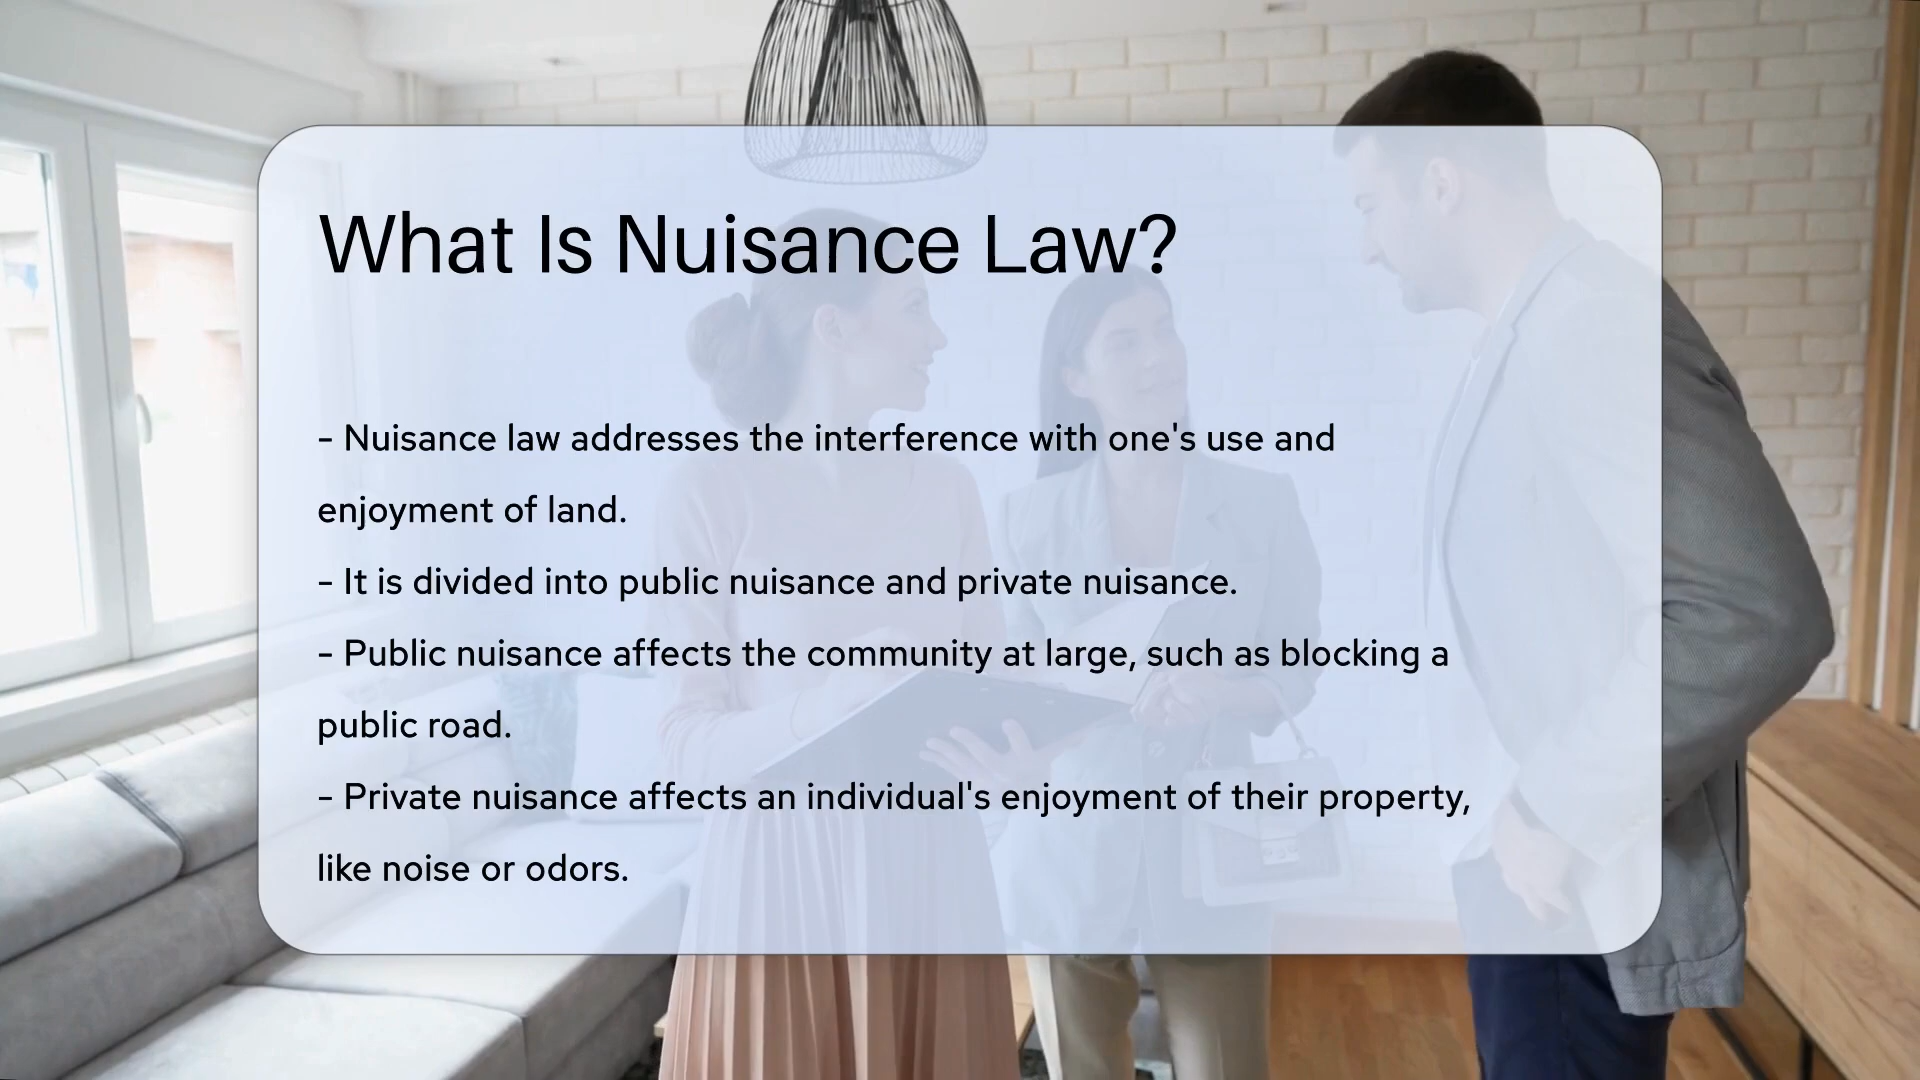 What Is Nuisance Law?
- Nuisance law addresses the interference with one's use and
enjoyment of land.
- It is divided into public nuisance and private nuisance.
- Public nuisance affects the community at large, such as blocking a
public road.
- Private nuisance affects an individual's enjoyment of their property,
like noise or odors.